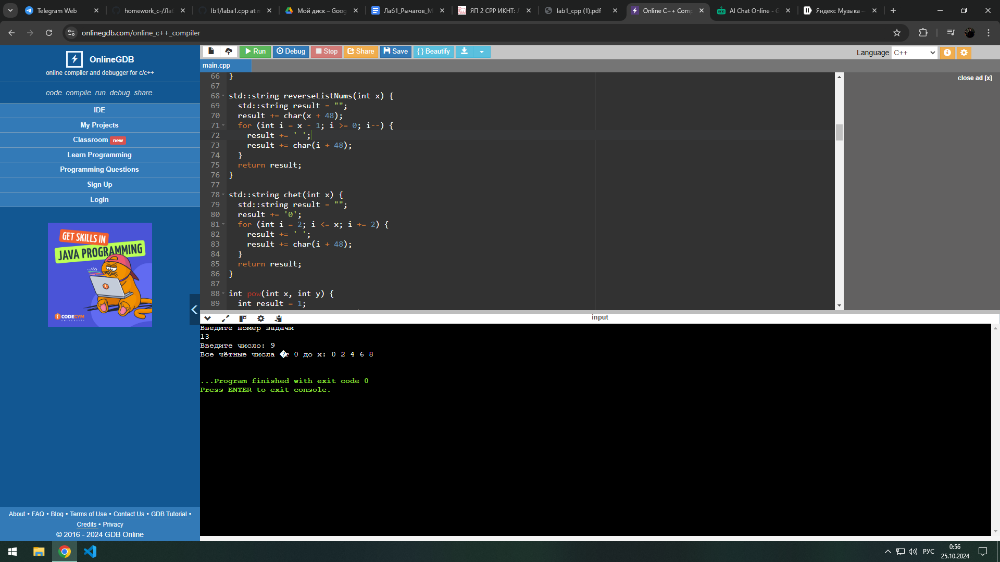 Telegram Web
homework_c-/Ла
lb1/laba1.cpp at n
Мой диск – Goog
Лаб1_Рычагов_М
ЯП 2 СРР ИКНТ: Л
lab1_cpp (1).pdf
Online C++ Comp
AI Chat Online - G
Яндекс Музыка –
onlinegdb.com/online_c++_compiler
OnlineGDB
online compiler and debugger for c/c++
code. compile. run. debug. share.
IDE
My Projects
Classroom new
Learn Programming
Programming Questions
Sign Up
Login
GET SKILLS IN
JAVA PROGRAMMING
CODEGYM
UNIVERSITY
About • FAQ • Blog • Terms of Use • Contact Us • GDB Tutorial •
Credits • Privacy
© 2016 - 2024 GDB Online
Run Debug Stop Share Save { } Beautify
Language C++
main.cpp
close ad [x]
66 }
67
68 std::string reverseListNums(int x) {
69 std::string result = "";
70 result += char(x + 48);
71 for (int i = x - 1; i >= 0; i--) {
72 result += ' ';
73 result += char(i + 48);
74 }
75 return result;
76 }
77
78 std::string chet(int x) {
79 std::string result = "";
80 result += '0';
81 for (int i = 2; i <= x; i += 2) {
82 result += ' ';
83 result += char(i + 48);
84 }
85 return result;
86 }
87
88 int pow(int x, int y) {
89 int result = 1;
input
Введите номер задачи
13
Введите число: 9
Все чётные числа �т 0 до x: 0 2 4 6 8
...Program finished with exit code 0
Press ENTER to exit console.
РУС
0:56
25.10.2024